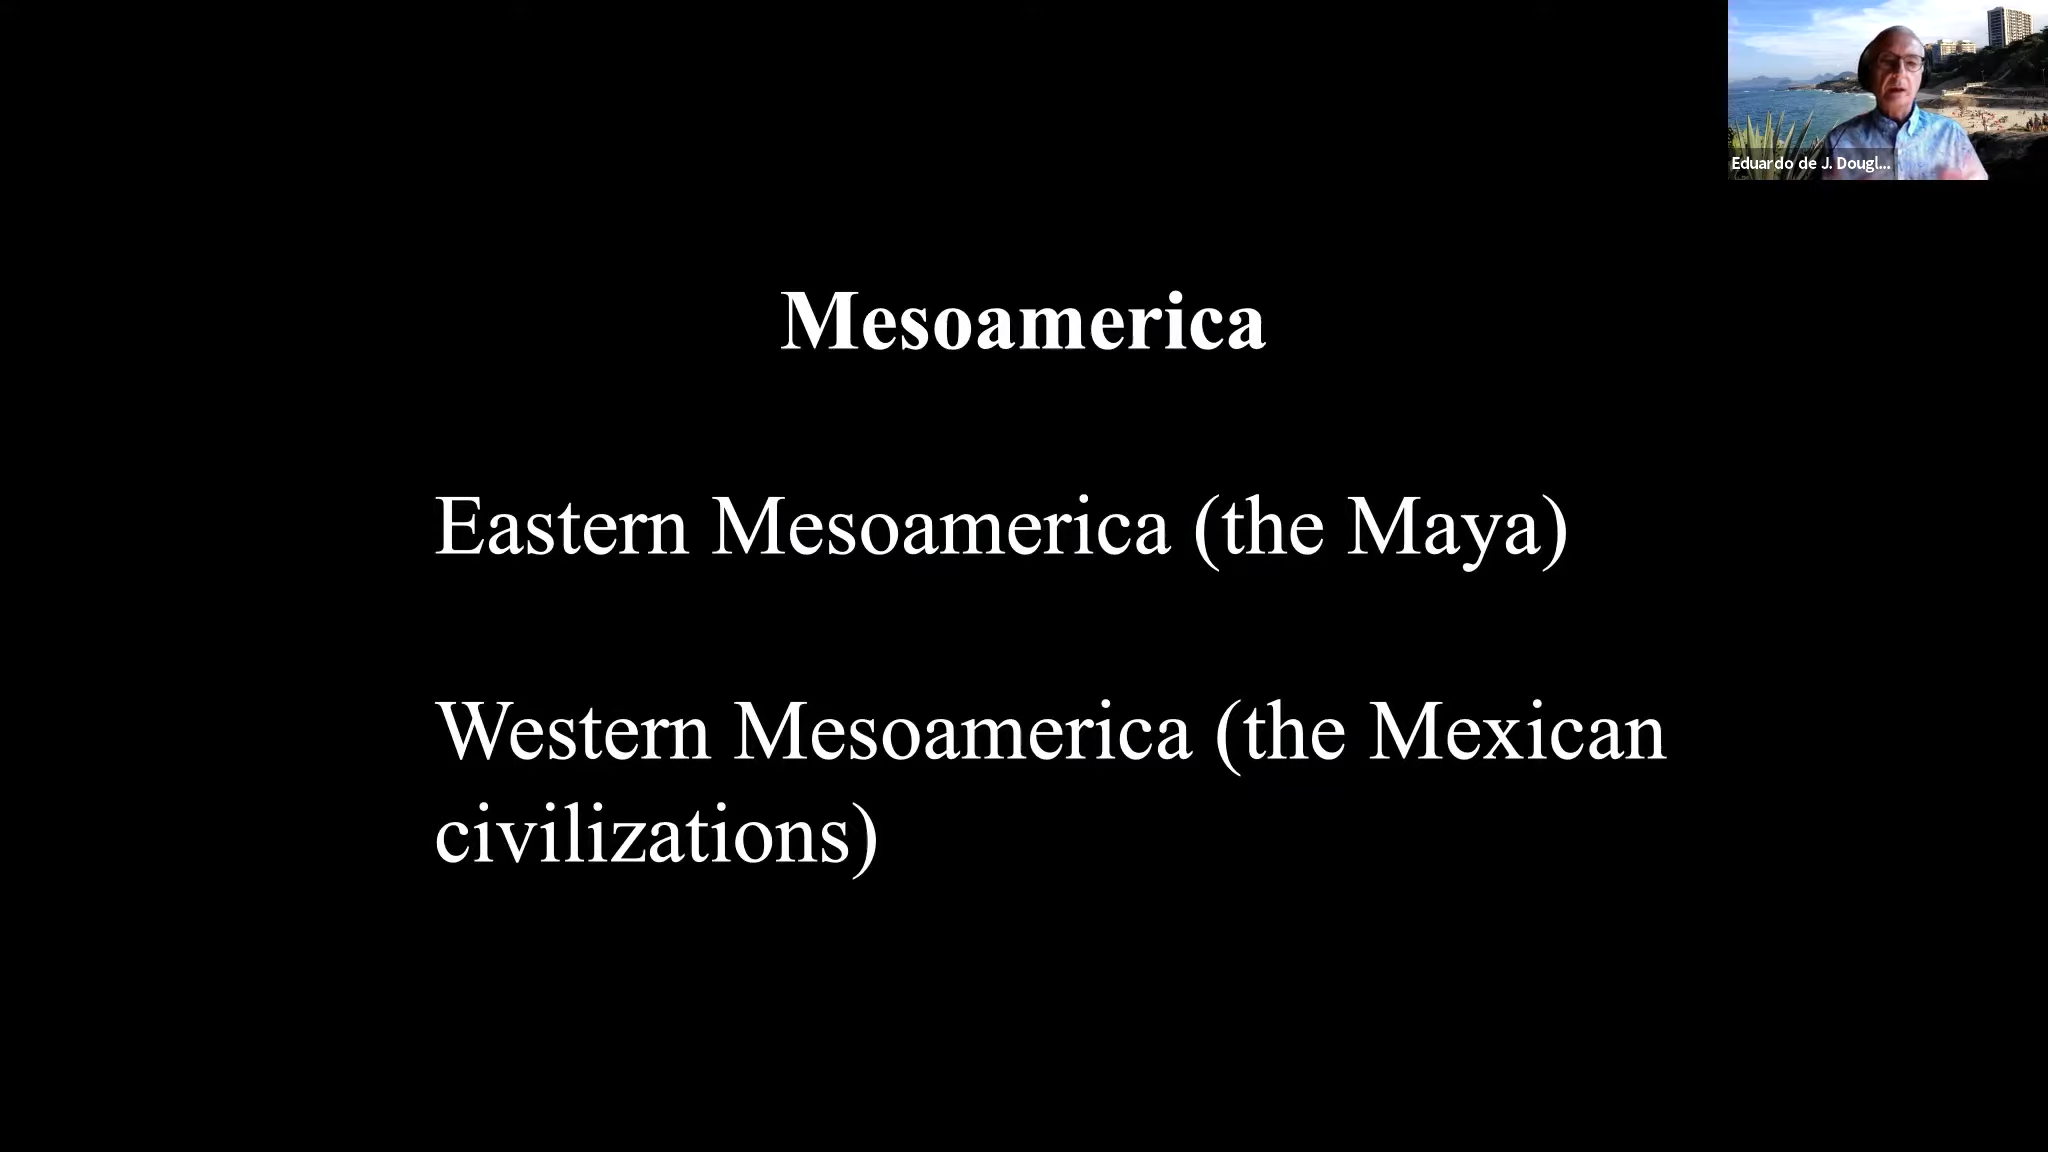 Eduardo de J. Dougl...
Mesoamerica
Eastern Mesoamerica (the Maya)
Western Mesoamerica (the Mexican
civilizations)